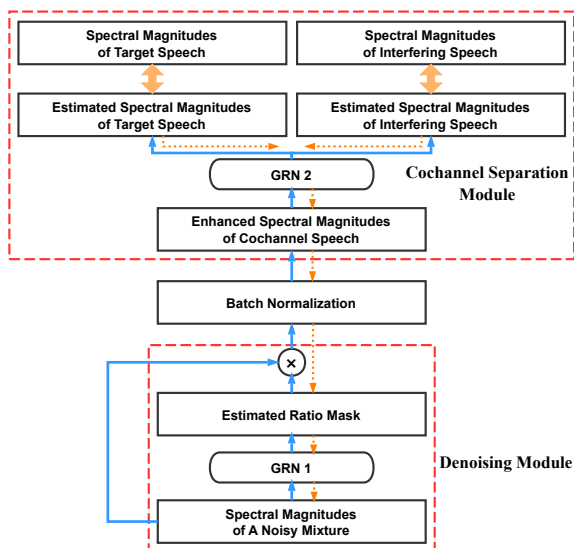 Spectral Magnitudes
of Target Speech
Spectral Magnitudes
of Interfering Speech
Estimated Spectral Magnitudes
of Target Speech
Estimated Spectral Magnitudes
of Interfering Speech
GRN 2
Cochannel Separation
Module
Enhanced Spectral Magnitudes
of Cochannel Speech
Batch Normalization
×
Estimated Ratio Mask
GRN 1
Denoising Module
Spectral Magnitudes
of A Noisy Mixture